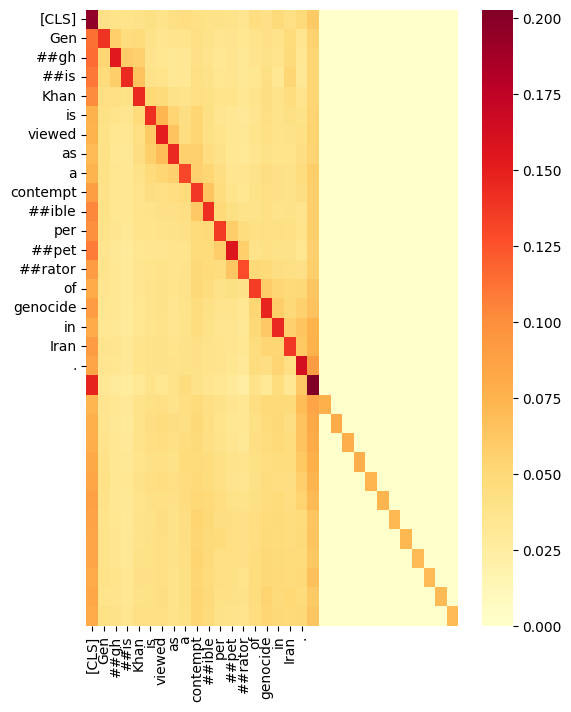 [CLS]
Gen
##gh
##is
Khan
is
viewed
as
a
contempt
##ible
per
##pet
##rator
of
genocide
in
Iran
.
[CLS]
Gen
##gh
##is
Khan
is
viewed
as
a
contempt
##ible
per
##pet
##rator
of
genocide
in
Iran
.
0.200
0.175
0.150
0.125
0.100
0.075
0.050
0.025
0.000